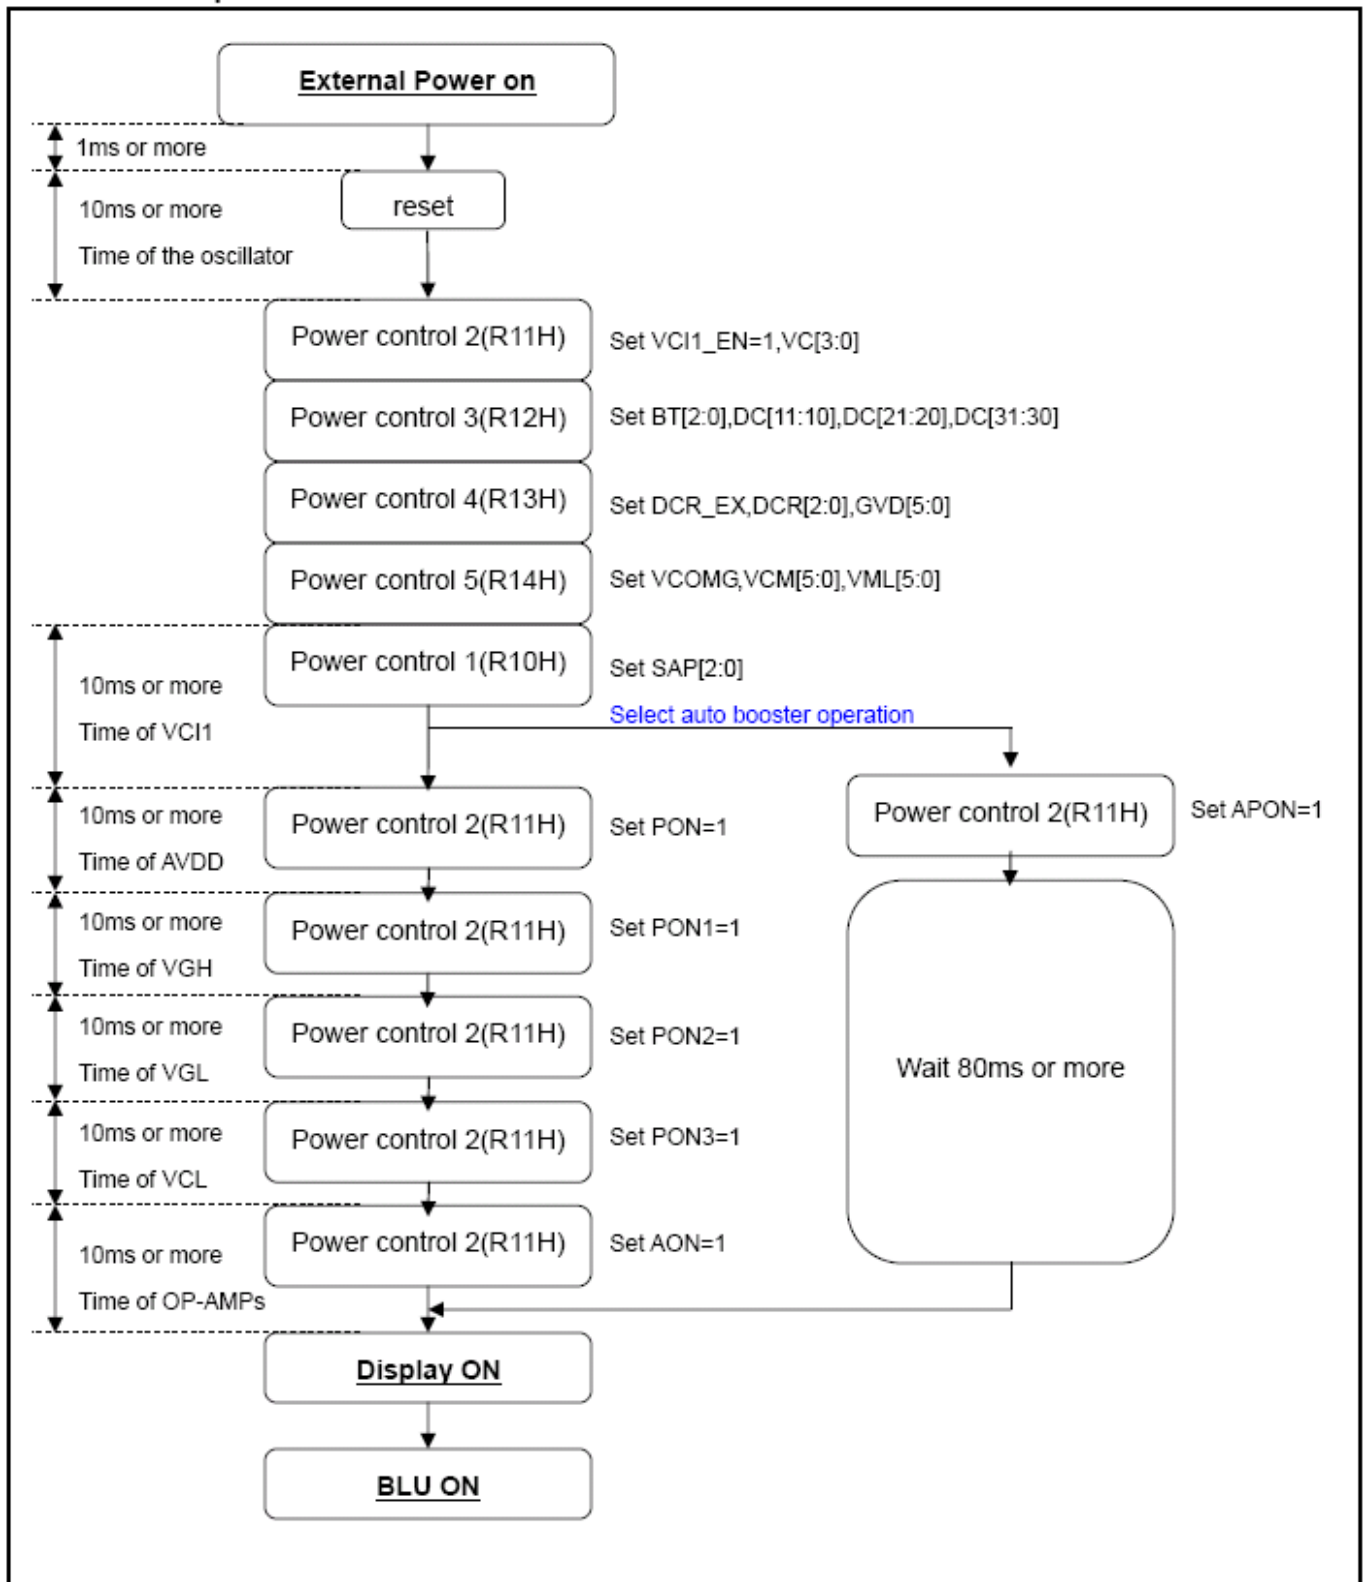 External Power on
1ms or more
10ms or more
reset
Time of the oscillator
Power control 2(R11H)
Set VCI1_EN=1,VC[3:0]
Power control 3(R12H)
Set BT[2:0],DC[11:10],DC[21:20],DC[31:30]
Power control 4(R13H)
Set DCR_EX,DCR[2:0],GVD[5:0]
Power control 5(R14H)
Set VCOMG,VCM[5:0],VML[5:0]
Power control 1(R10H)
Set SAP[2:0]
10ms or more
Time of VCI1
Select auto booster operation
10ms or more
Time of AVDD
Power control 2(R11H)
Set PON=1
Power control 2(R11H)
Set APON=1
10ms or more
Time of VGH
Power control 2(R11H)
Set PON1=1
10ms or more
Time of VGL
Power control 2(R11H)
Set PON2=1
Wait 80ms or more
10ms or more
Time of VCL
Power control 2(R11H)
Set PON3=1
10ms or more
Time of OP-AMPs
Power control 2(R11H)
Set AON=1
Display ON
BLU ON